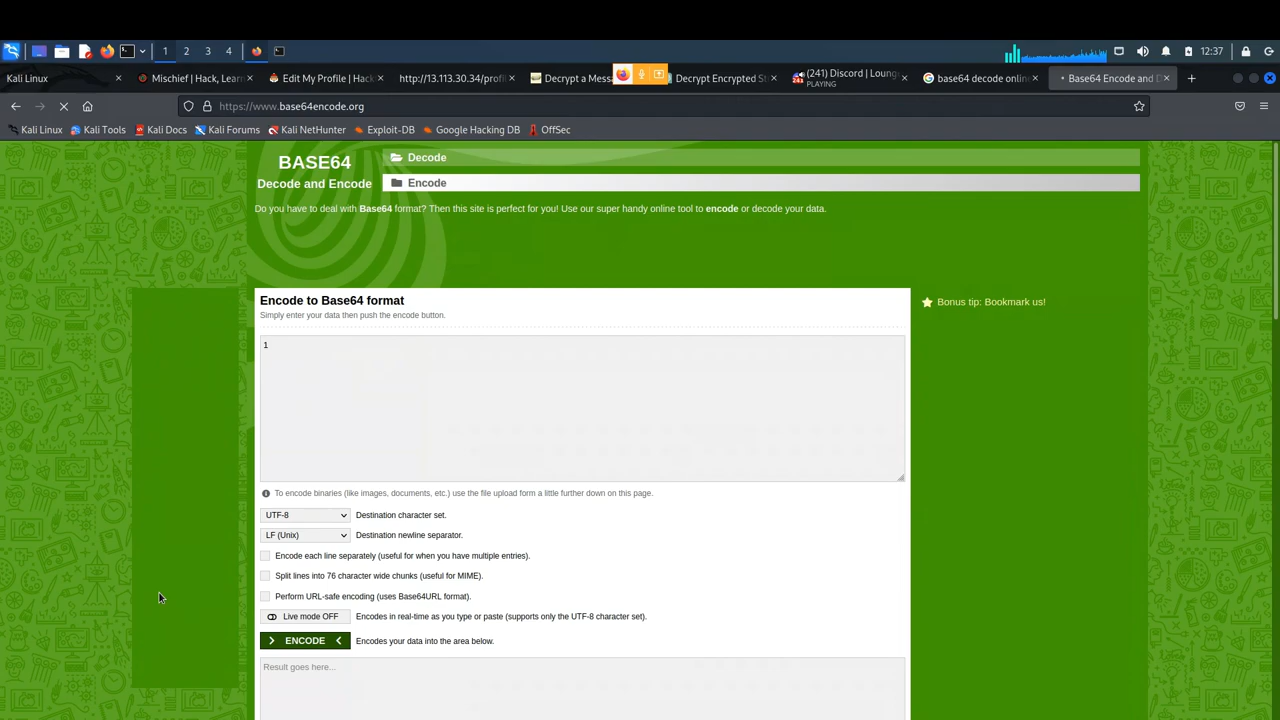 1 2 3 4 12:37
Kali Linux Mischief | Hack, Learn Edit My Profile | Hack http://13.113.30.34/profi Decrypt a Mess Decrypt Encrypted St (241) Discord | Loung base64 decode onlin Base64 Encode and D
PLAYING
https://www.base64encode.org
Kali Linux Kali Tools Kali Docs Kali Forums Kali NetHunter Exploit-DB Google Hacking DB OffSec
BASE64
Decode and Encode
Decode
Encode
Do you have to deal with Base64 format? Then this site is perfect for you! Use our super handy online tool to encode or decode your data.
Encode to Base64 format
Simply enter your data then push the encode button.
Bonus tip: Bookmark us!
1
To encode binaries (like images, documents, etc.) use the file upload form a little further down on this page.
UTF-8 Destination character set.
LF (Unix) Destination newline separator.
Encode each line separately (useful for when you have multiple entries).
Split lines into 76 character wide chunks (useful for MIME).
Perform URL-safe encoding (uses Base64URL format).
Live mode OFF Encodes in real-time as you type or paste (supports only the UTF-8 character set).
> ENCODE < Encodes your data into the area below.
Result goes here...